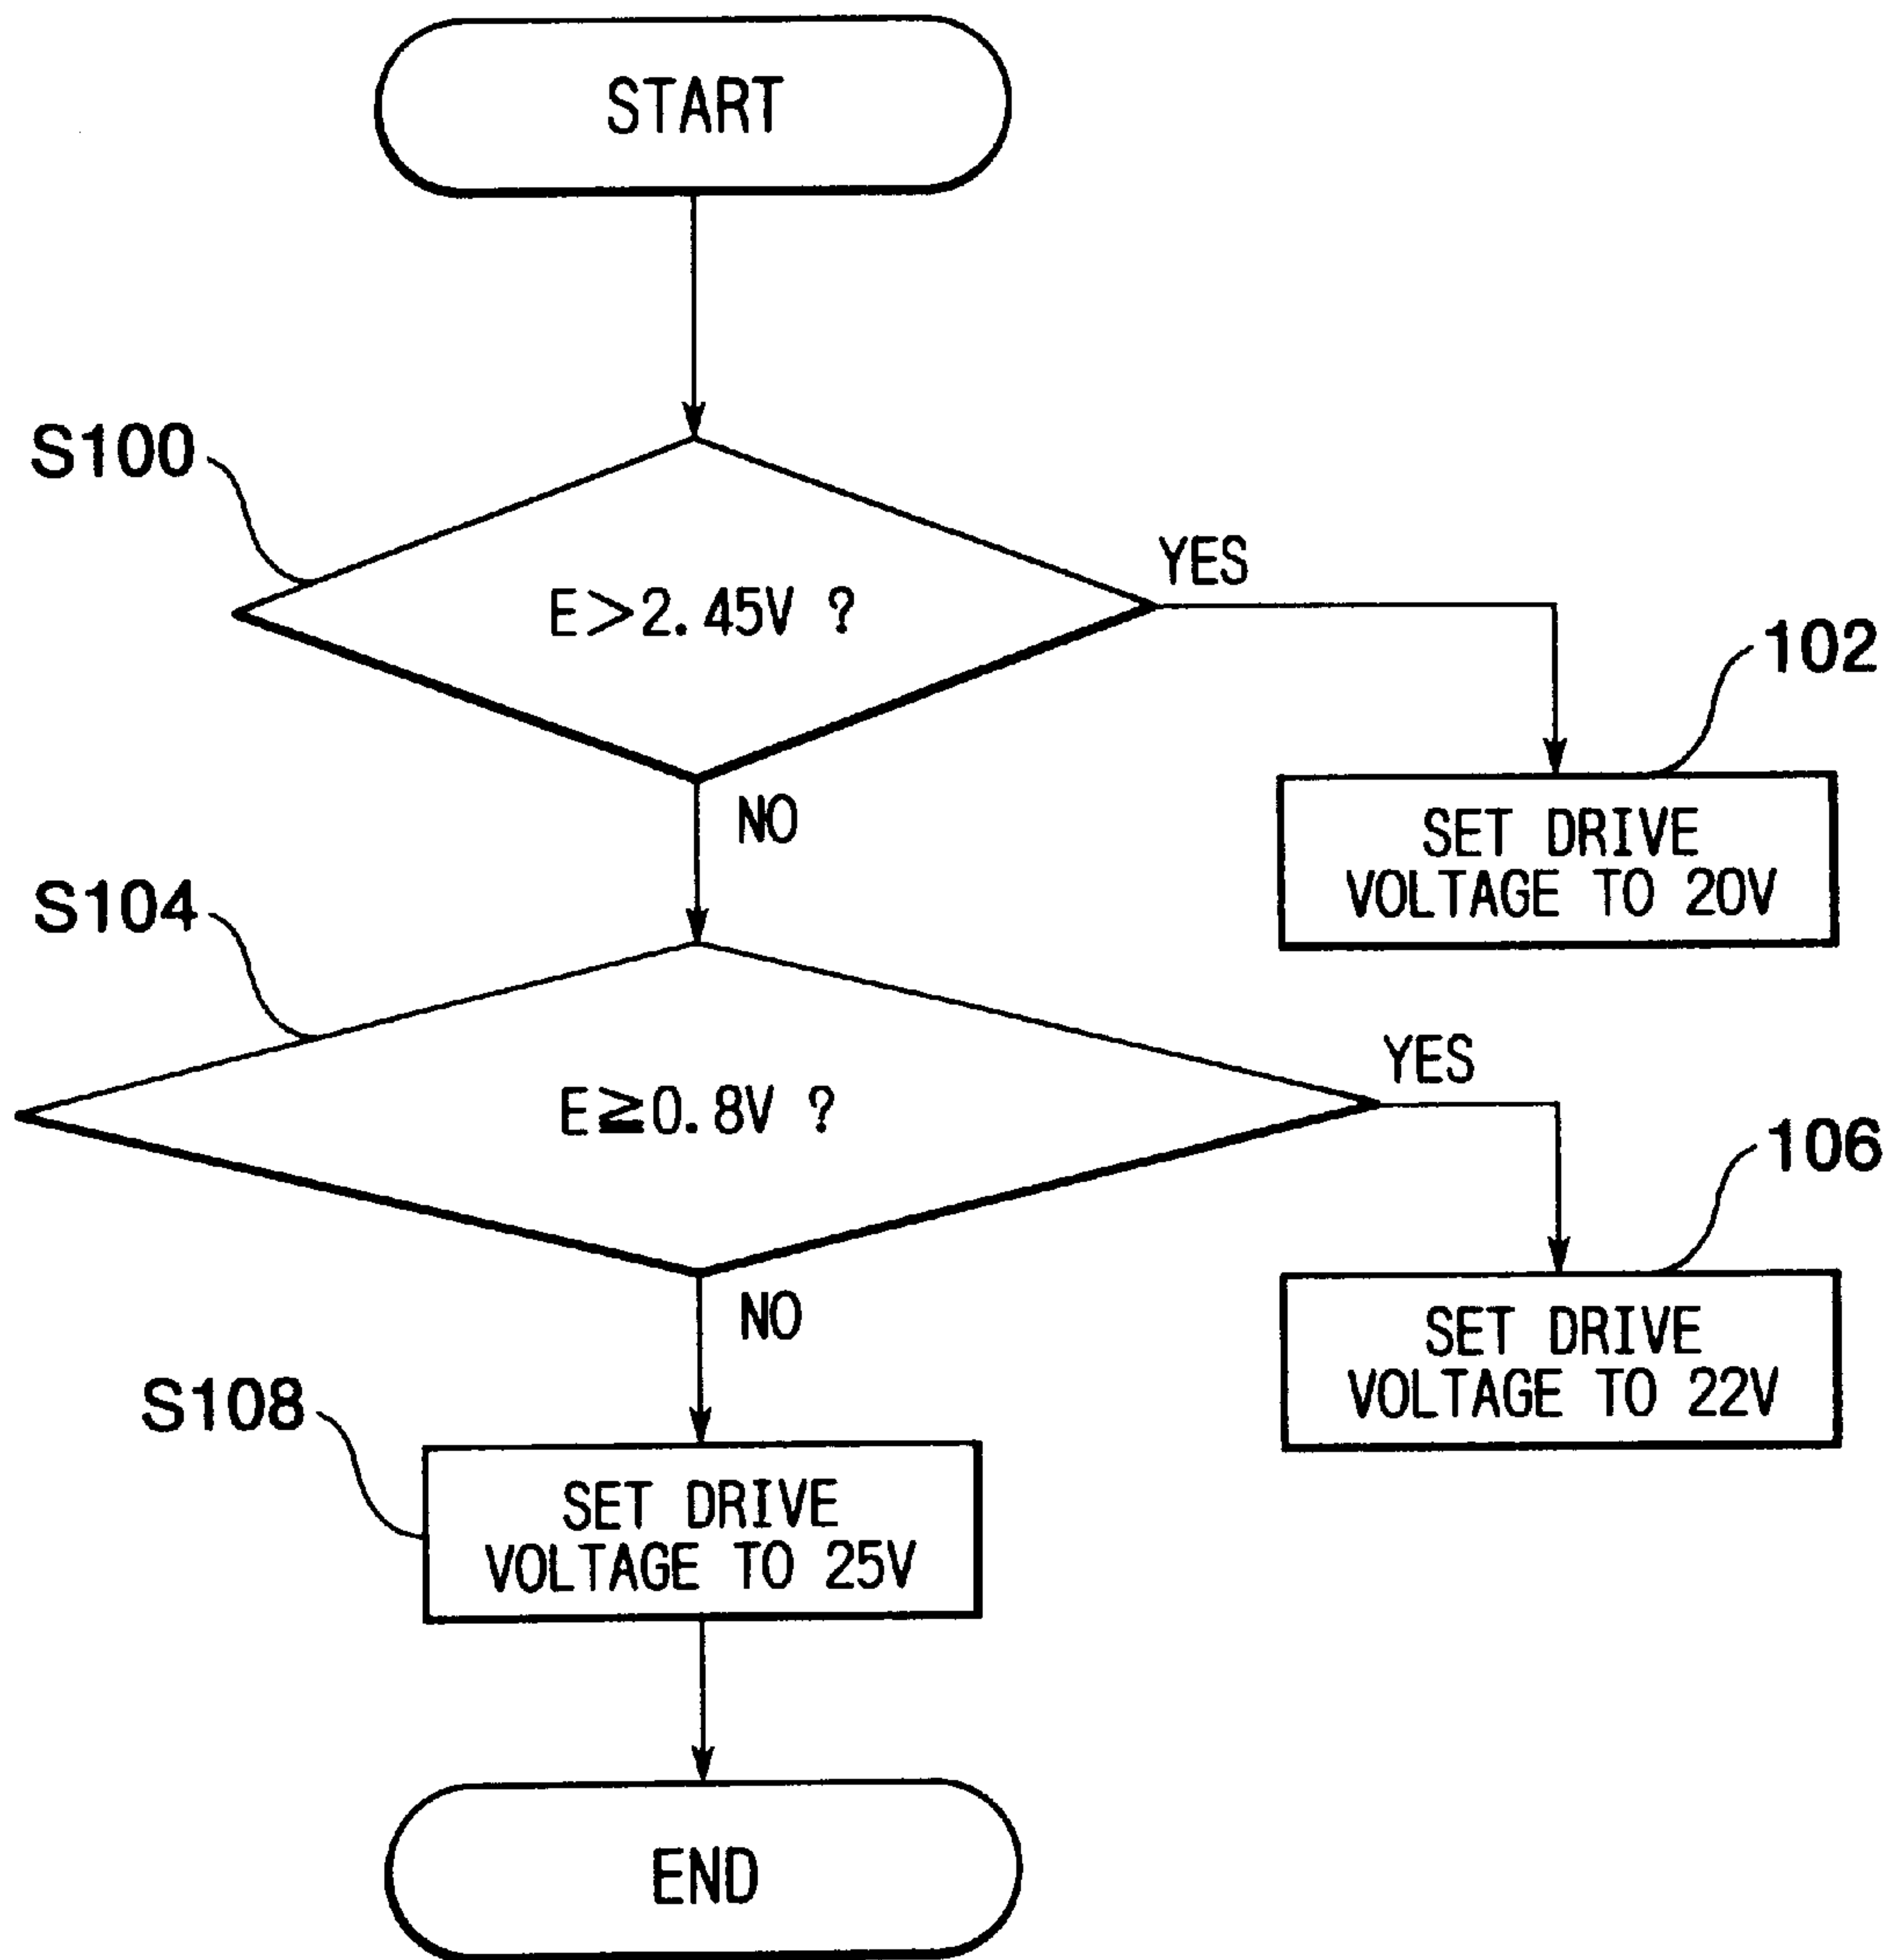 START
S100
E>2.45V ?
YES
102
NO
SET DRIVE
VOLTAGE TO 20V
S104
E≧0.8V ?
YES
106
NO
SET DRIVE
VOLTAGE TO 22V
S108
SET DRIVE
VOLTAGE TO 25V
END